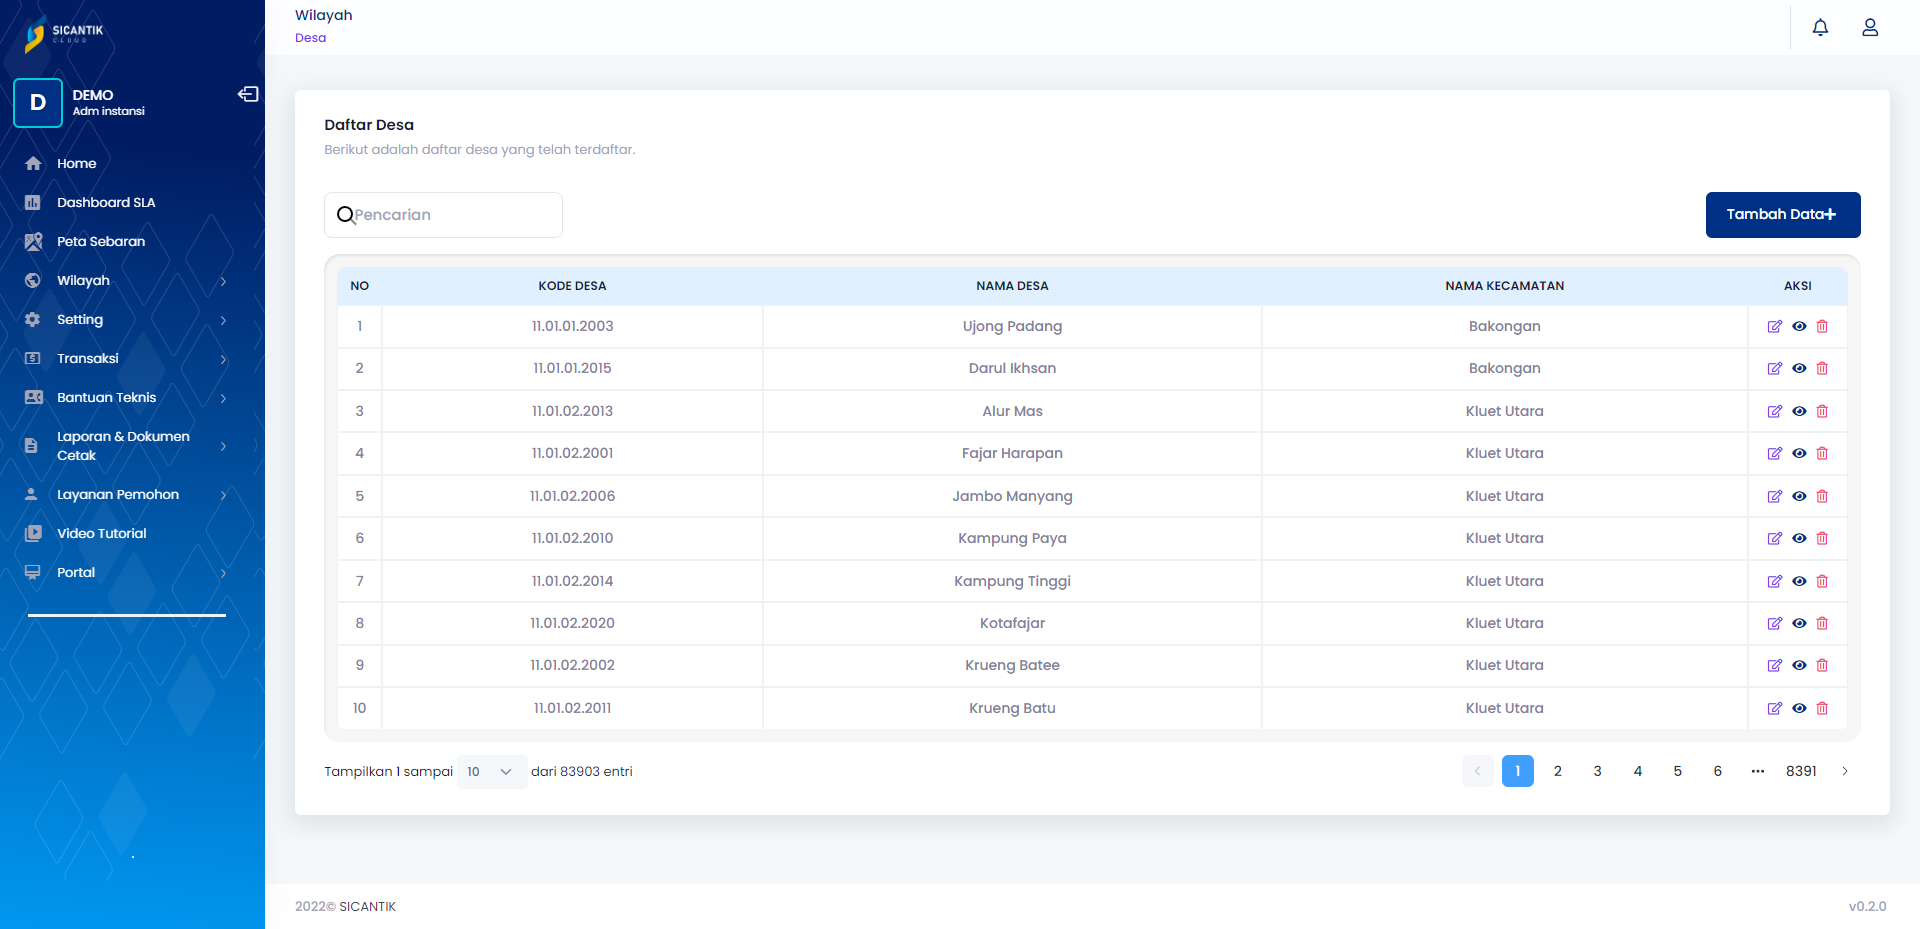 SICANTIK
CLOUD
D
DEMO
Adm instansi
Home
Dashboard SLA
Peta Sebaran
Wilayah
Setting
Transaksi
Bantuan Teknis
Laporan & Dokumen
Cetak
Layanan Pemohon
Video Tutorial
Portal
Wilayah
Desa
Daftar Desa
Berikut adalah daftar desa yang telah terdaftar.
Pencarian
Tambah Data+
NO KODE DESA NAMA DESA NAMA KECAMATAN AKSI
1 11.01.01.2003 Ujong Padang Bakongan
2 11.01.01.2015 Darul Ikhsan Bakongan
3 11.01.02.2013 Alur Mas Kluet Utara
4 11.01.02.2001 Fajar Harapan Kluet Utara
5 11.01.02.2006 Jambo Manyang Kluet Utara
6 11.01.02.2010 Kampung Paya Kluet Utara
7 11.01.02.2014 Kampung Tinggi Kluet Utara
8 11.01.02.2020 Kotafajar Kluet Utara
9 11.01.02.2002 Krueng Batee Kluet Utara
10 11.01.02.2011 Krueng Batu Kluet Utara
Tampilkan 1 sampai 10 dari 83903 entri
1 2 3 4 5 6 ••• 8391
2022© SICANTIK
v0.2.0